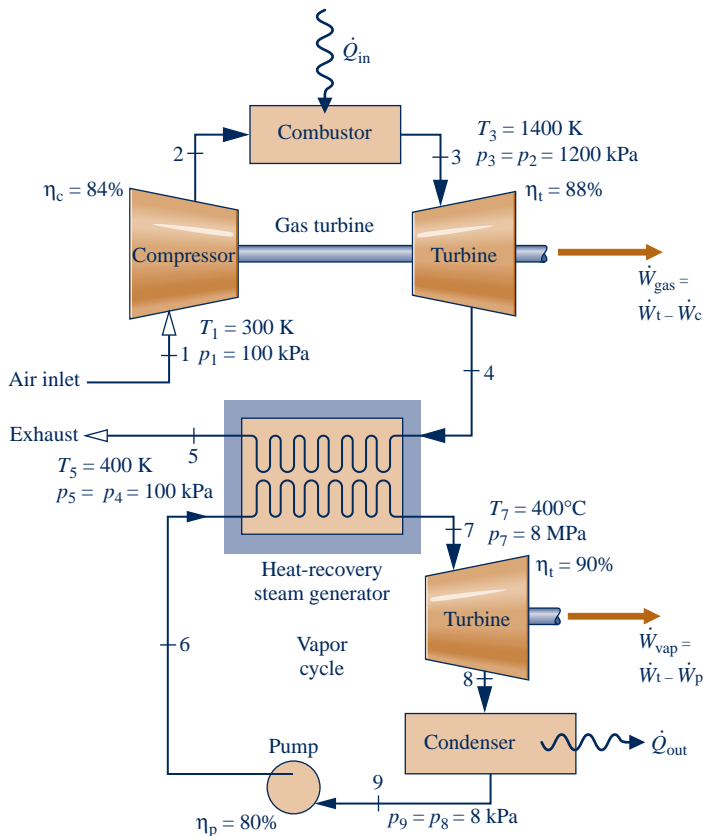 Q̇in
Combustor
2
3
T3 = 1400 K
p3 = p2 = 1200 kPa
ηc = 84%
ηt = 88%
Gas turbine
Compressor
Turbine
Ẇgas =
Ẇt – Ẇc
T1 = 300 K
1
p1 = 100 kPa
Air inlet
4
Exhaust
5
T5 = 400 K
p5 = p4 = 100 kPa
T7 = 400°C
7
p7 = 8 MPa
Heat-recovery
steam generator
ηt = 90%
Turbine
6
Vapor
cycle
Ẇvap =
Ẇt – Ẇp
8
Condenser
Q̇out
Pump
9
ηp = 80%
p9 = p8 = 8 kPa